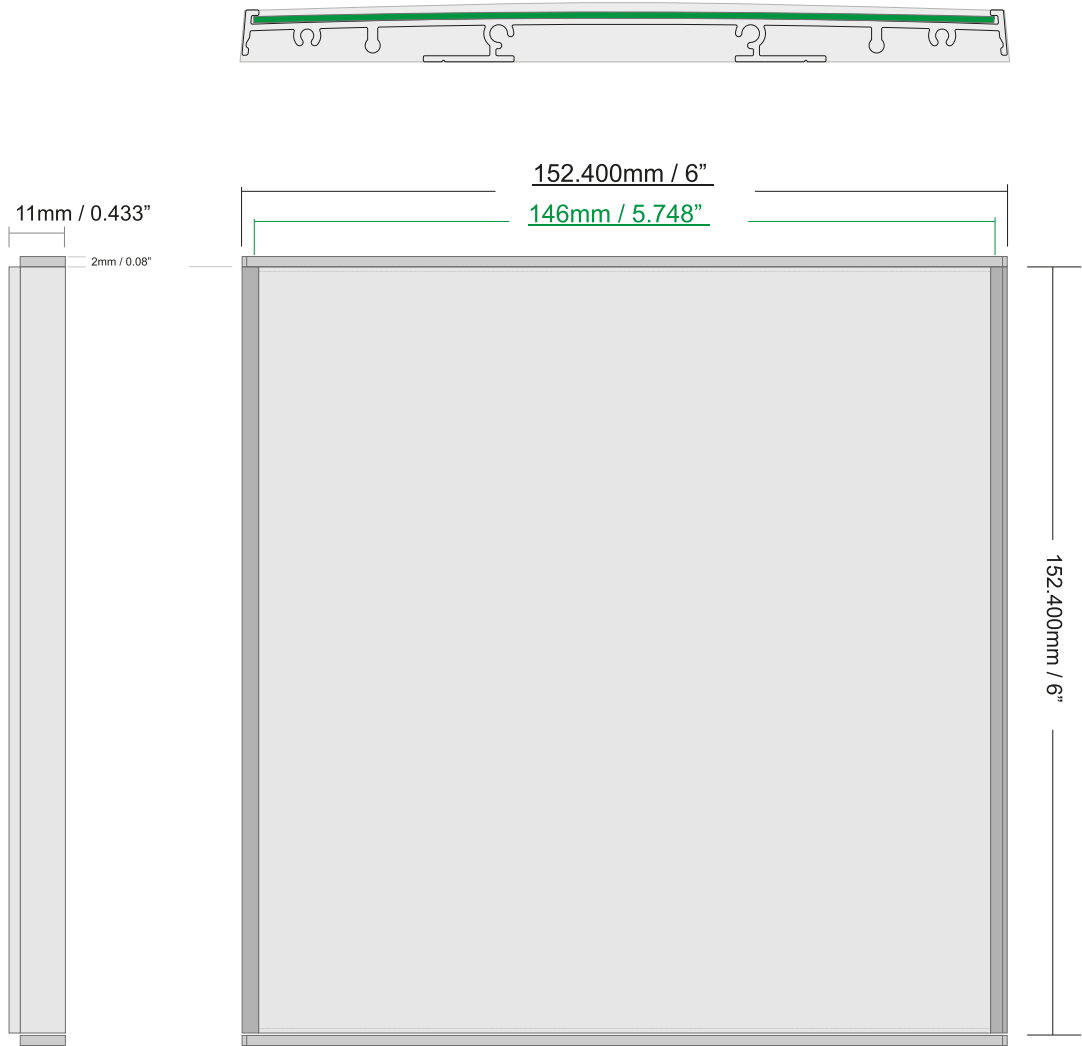 152.400mm / 6”
146mm / 5.748”
11mm / 0.433”
2mm / 0.08”
152.400mm / 6”